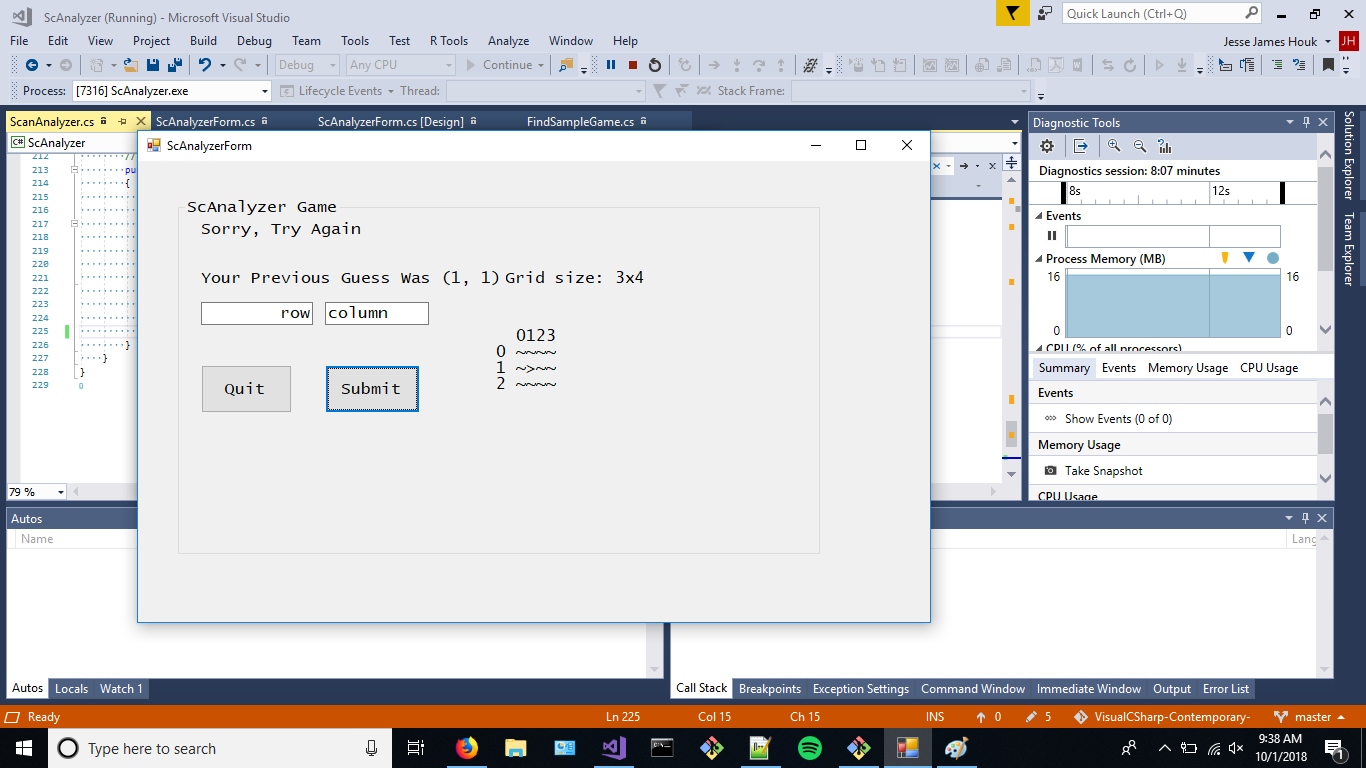 ScAnalyzer (Running) - Microsoft Visual Studio
Quick Launch (Ctrl+Q)
File Edit View Project Build Debug Team Tools Test R Tools Analyze Window Help
Jesse James Houk
JH
Debug Any CPU Continue
Process: [7316] ScAnalyzer.exe Lifecycle Events Thread: Stack Frame:
ScanAnalyzer.cs ScAnalyzerForm.cs ScAnalyzerForm.cs [Design] FindSampleGame.cs
C# ScAnalyzer
212 //
213 pu
214 {
215
216
217
218
219
220
221
222
223
224
225
226 }
227 }
228 }
229
79 %
ScAnalyzerForm
ScAnalyzer Game
Sorry, Try Again
Your Previous Guess Was (1, 1) Grid size: 3x4
row column
0123
0 ~~~~
1 ~>~~
2 ~~~~
Quit Submit
Diagnostic Tools
Diagnostics session: 8:07 minutes
8s 12s
Events
Process Memory (MB)
16 16
0 0
CPU (% of all processors)
Summary Events Memory Usage CPU Usage
Events
Show Events (0 of 0)
Memory Usage
Take Snapshot
CPU Usage
Solution Explorer
Team Explorer
Autos
Name
Lang
Autos Locals Watch 1
Call Stack Breakpoints Exception Settings Command Window Immediate Window Output Error List
Ready Ln 225 Col 15 Ch 15 INS 0 5 VisualCSharp-Contemporary- master
Type here to search
9:38 AM
10/1/2018
1